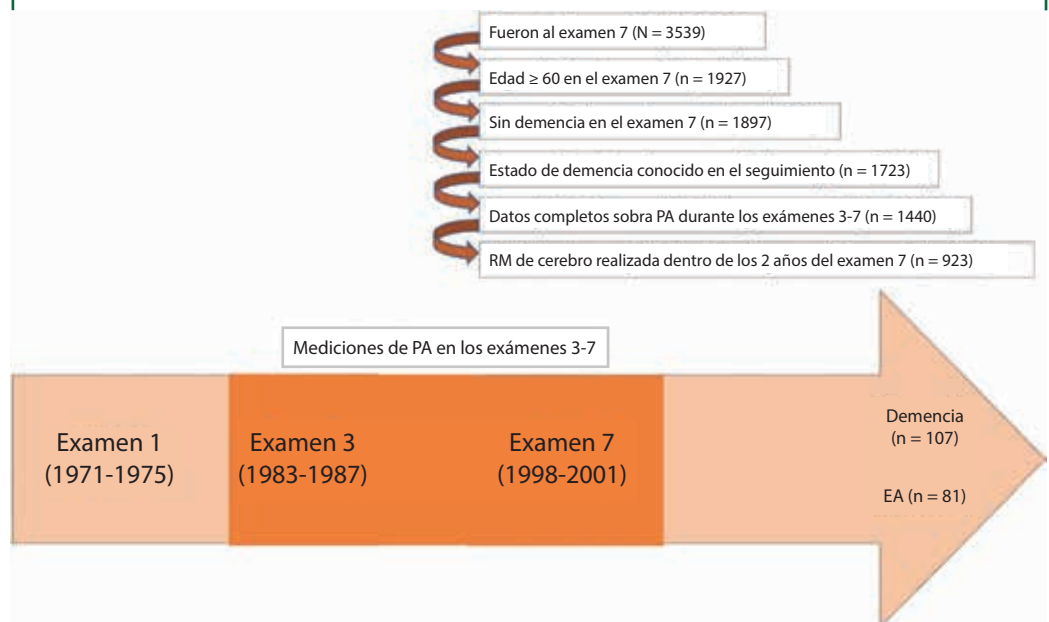 Fueron al examen 7 (N = 3539)
Edad ≥ 60 en el examen 7 (n = 1927)
Sin demencia en el examen 7 (n = 1897)
Estado de demencia conocido en el seguimiento (n = 1723)
Datos completos sobra PA durante los exámenes 3-7 (n = 1440)
RM de cerebro realizada dentro de los 2 años del examen 7 (n = 923)
Mediciones de PA en los exámenes 3-7
Examen 1
(1971-1975)
Examen 3
(1983-1987)
Examen 7
(1998-2001)
Demencia
(n = 107)
EA (n = 81)